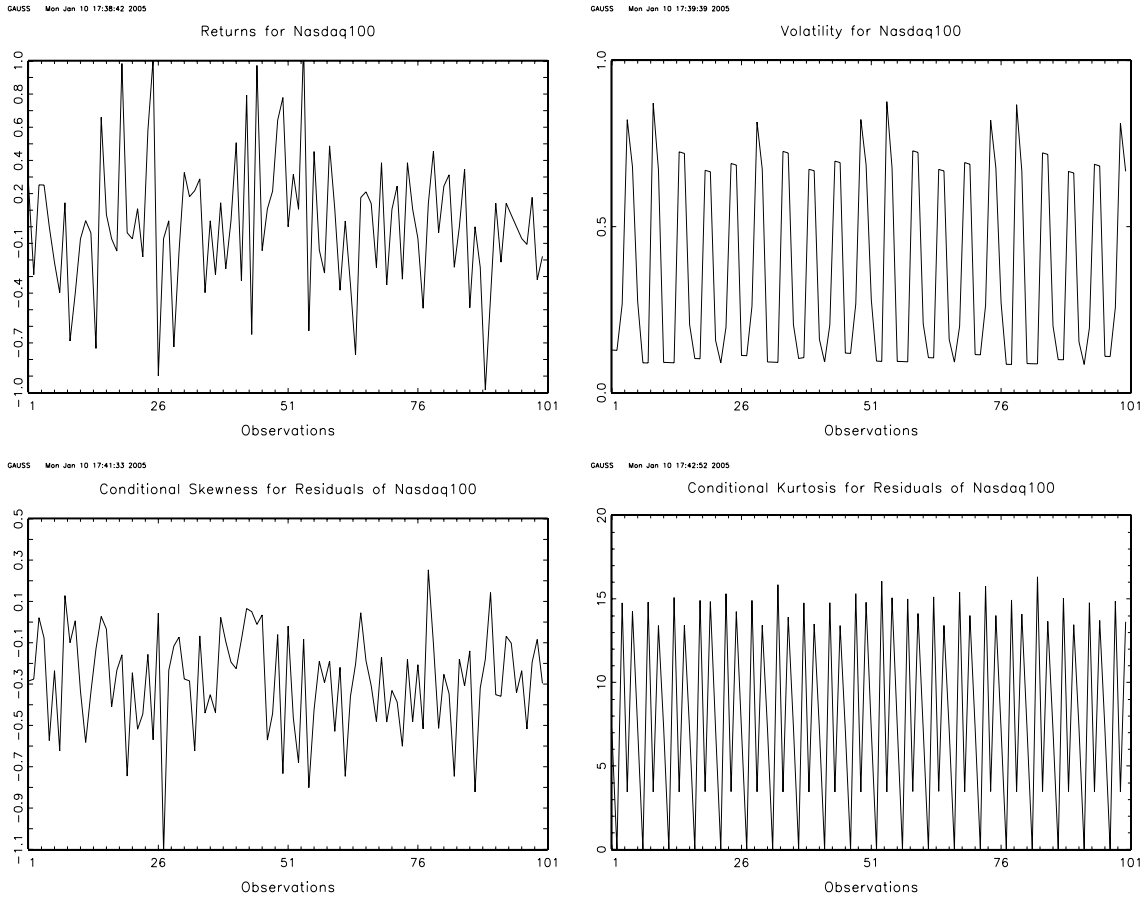 GAUSS Mon Jan 10 17:38:42 2005
Returns for Nasdaq100
1.0
0.8
0.6
0.4
0.2
−0.1
−0.4
−0.7
−1.0
1 26 51 76 101
Observations
GAUSS Mon Jan 10 17:39:39 2005
Volatility for Nasdaq100
1.0
0.5
0.0
1 26 51 76 101
Observations
GAUSS Mon Jan 10 17:41:33 2005
Conditional Skewness for Residuals of Nasdaq100
0.5
0.3
0.1
−0.1
−0.3
−0.5
−0.7
−0.9
−1.1
1 26 51 76 101
Observations
GAUSS Mon Jan 10 17:42:52 2005
Conditional Kurtosis for Residuals of Nasdaq100
20
15
10
5
0
1 26 51 76 101
Observations